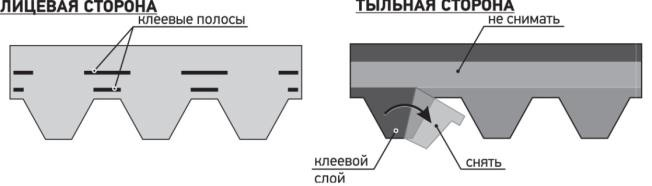 ЛИЦЕВАЯ СТОРОНА
клеевые полосы
ТЫЛЬНАЯ СТОРОНА
не снимать
клеевой
слой
снять